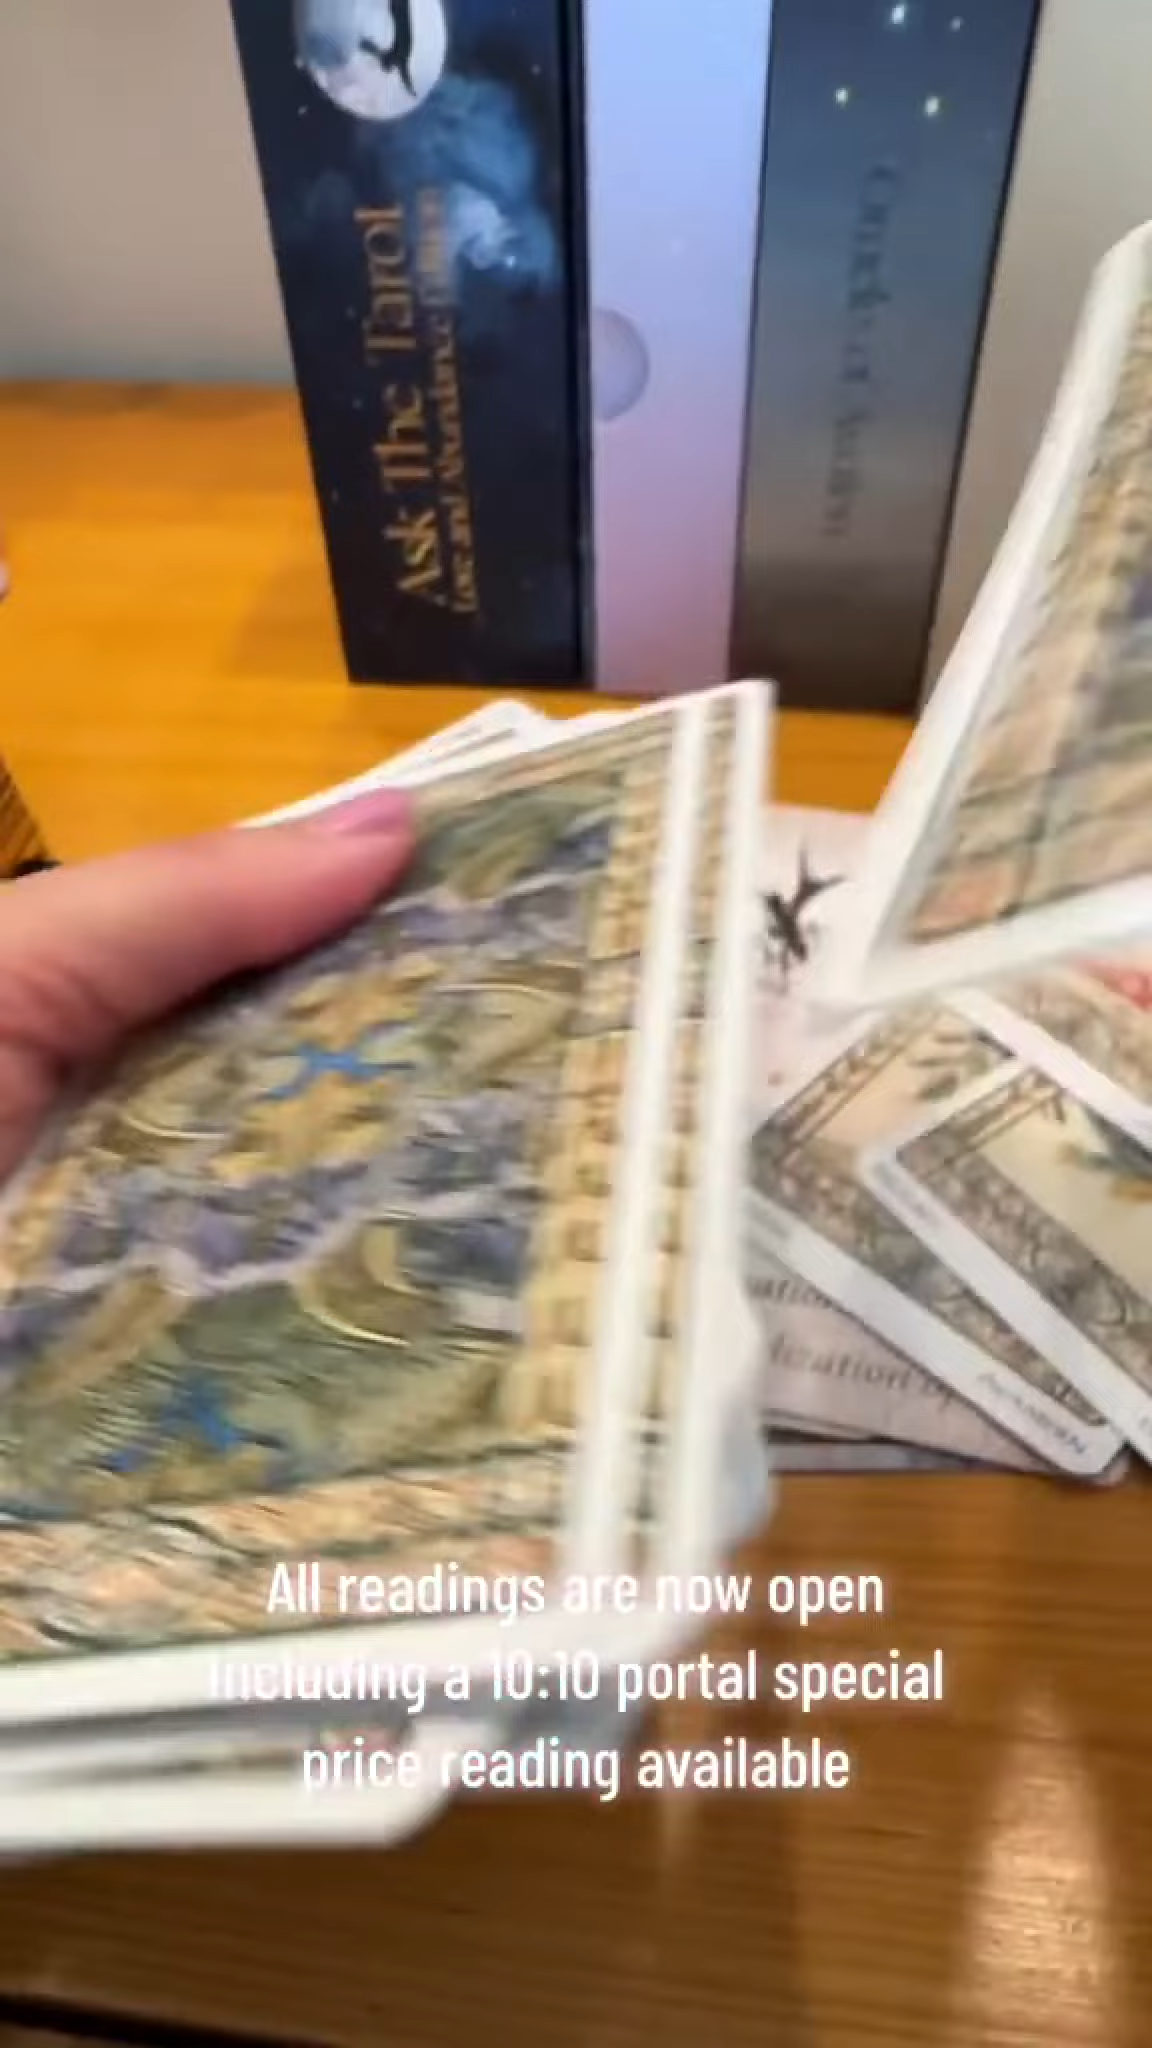 Ask The Tarot
Love and Abundance Edition
All readings are now open
including a 10:10 portal special
price reading available